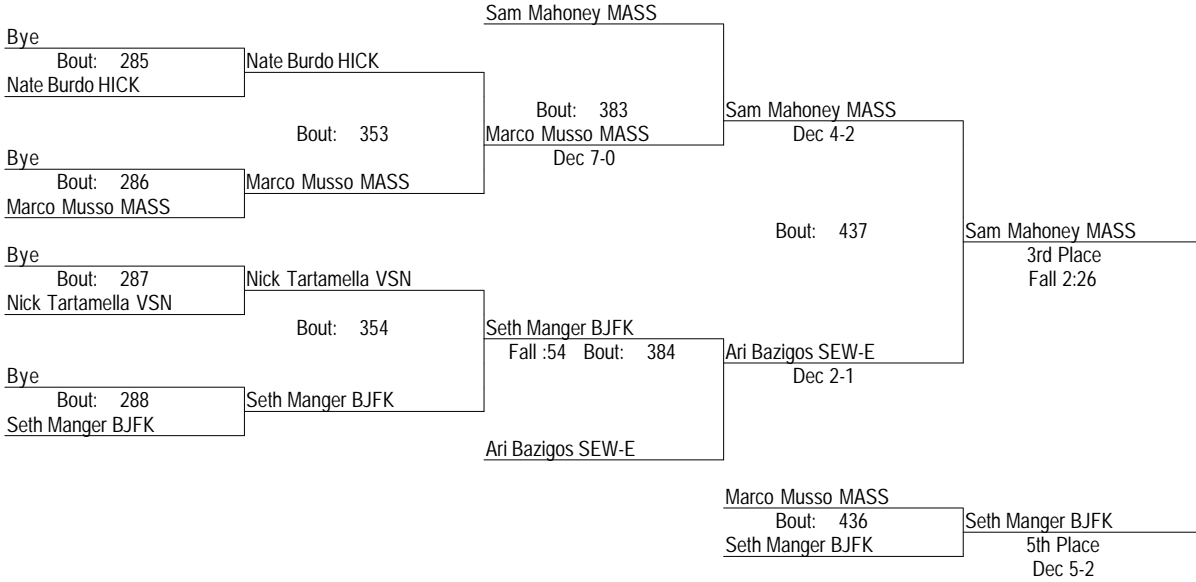 Sam Mahoney MASS
Bye
Bout: 285
Nate Burdo HICK
Nate Burdo HICK
Bout: 383
Sam Mahoney MASS
Bout: 353
Marco Musso MASS
Dec 4-2
Dec 7-0
Bye
Bout: 286
Marco Musso MASS
Marco Musso MASS
Bout: 437
Sam Mahoney MASS
3rd Place
Fall 2:26
Bye
Bout: 287
Nick Tartamella VSN
Nick Tartamella VSN
Bout: 354
Seth Manger BJFK
Fall :54 Bout: 384
Ari Bazigos SEW-E
Dec 2-1
Bye
Bout: 288
Seth Manger BJFK
Seth Manger BJFK
Ari Bazigos SEW-E
Marco Musso MASS
Bout: 436
Seth Manger BJFK
Seth Manger BJFK
5th Place
Dec 5-2